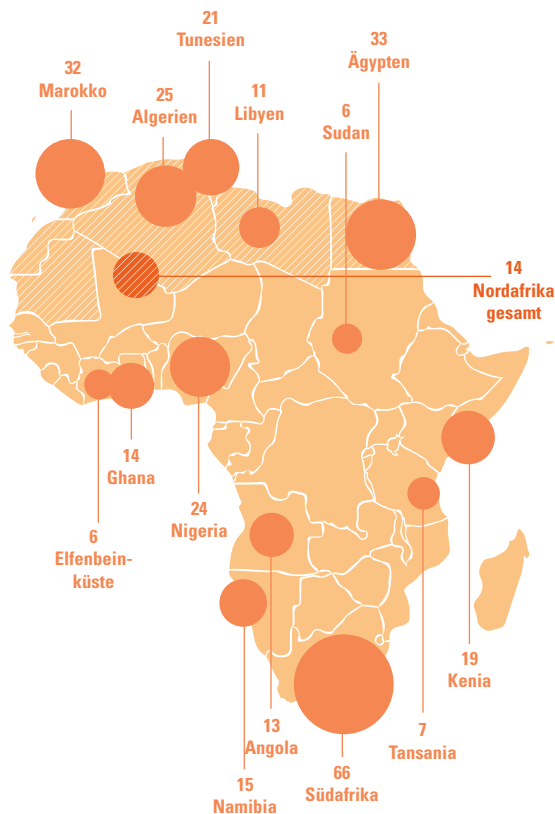 21
Tunesien
33
Ägypten
32
Marokko
25
Algerien
11
Libyen
6
Sudan
14
Nordafrika
gesamt
14
Ghana
24
Nigeria
6
Elfenbein-
küste
19
Kenia
13
Angola
7
Tansania
15
Namibia
66
Südafrika